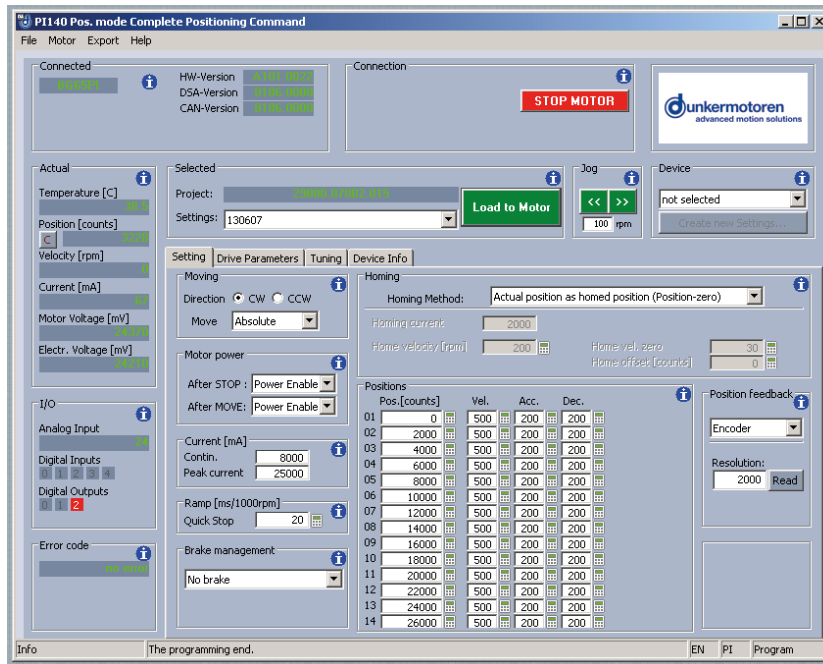 PI140 Pos. mode Complete Positioning Command
File Motor Export Help
Connected
HW-Version
DSA-Version
CAN-Version
Connection
STOP MOTOR
dunkermotoren
advanced motion solutions
Actual
Temperature [C]
Position [counts]
C
Velocity [rpm]
0
Current [mA]
Motor Voltage [mV]
Electr. Voltage [mV]
I/O
Analog Input
24
Digital Inputs
0 1 2 3 4
Digital Outputs
0 1 2
Error code
no error
Selected
Project:
Settings: 130607
Load to Motor
Jog
<< >>
100 rpm
Device
not selected
Create new Settings...
Setting Drive Parameters Tuning Device Info
Moving
Direction CW CCW
Move Absolute
Motor power
After STOP : Power Enable
After MOVE: Power Enable
Current [mA]
Contin. 8000
Peak current 25000
Ramp [ms/1000rpm]
Quick Stop 20
Brake management
No brake
Homing
Homing Method: Actual position as homed position (Position-zero)
Homing current 2000
Home velocity [rpm] 200
Home vel. zero 30
Home offset [counts] 0
Positions
Pos.[counts] Vel. Acc. Dec.
01 0 500 200 200
02 2000 500 200 200
03 4000 500 200 200
04 6000 500 200 200
05 8000 500 200 200
06 10000 500 200 200
07 12000 500 200 200
08 14000 500 200 200
09 16000 500 200 200
10 18000 500 200 200
11 20000 500 200 200
12 22000 500 200 200
13 24000 500 200 200
14 26000 500 200 200
Position feedback
Encoder
Resolution:
2000 Read
Info The programming end. EN PI Program